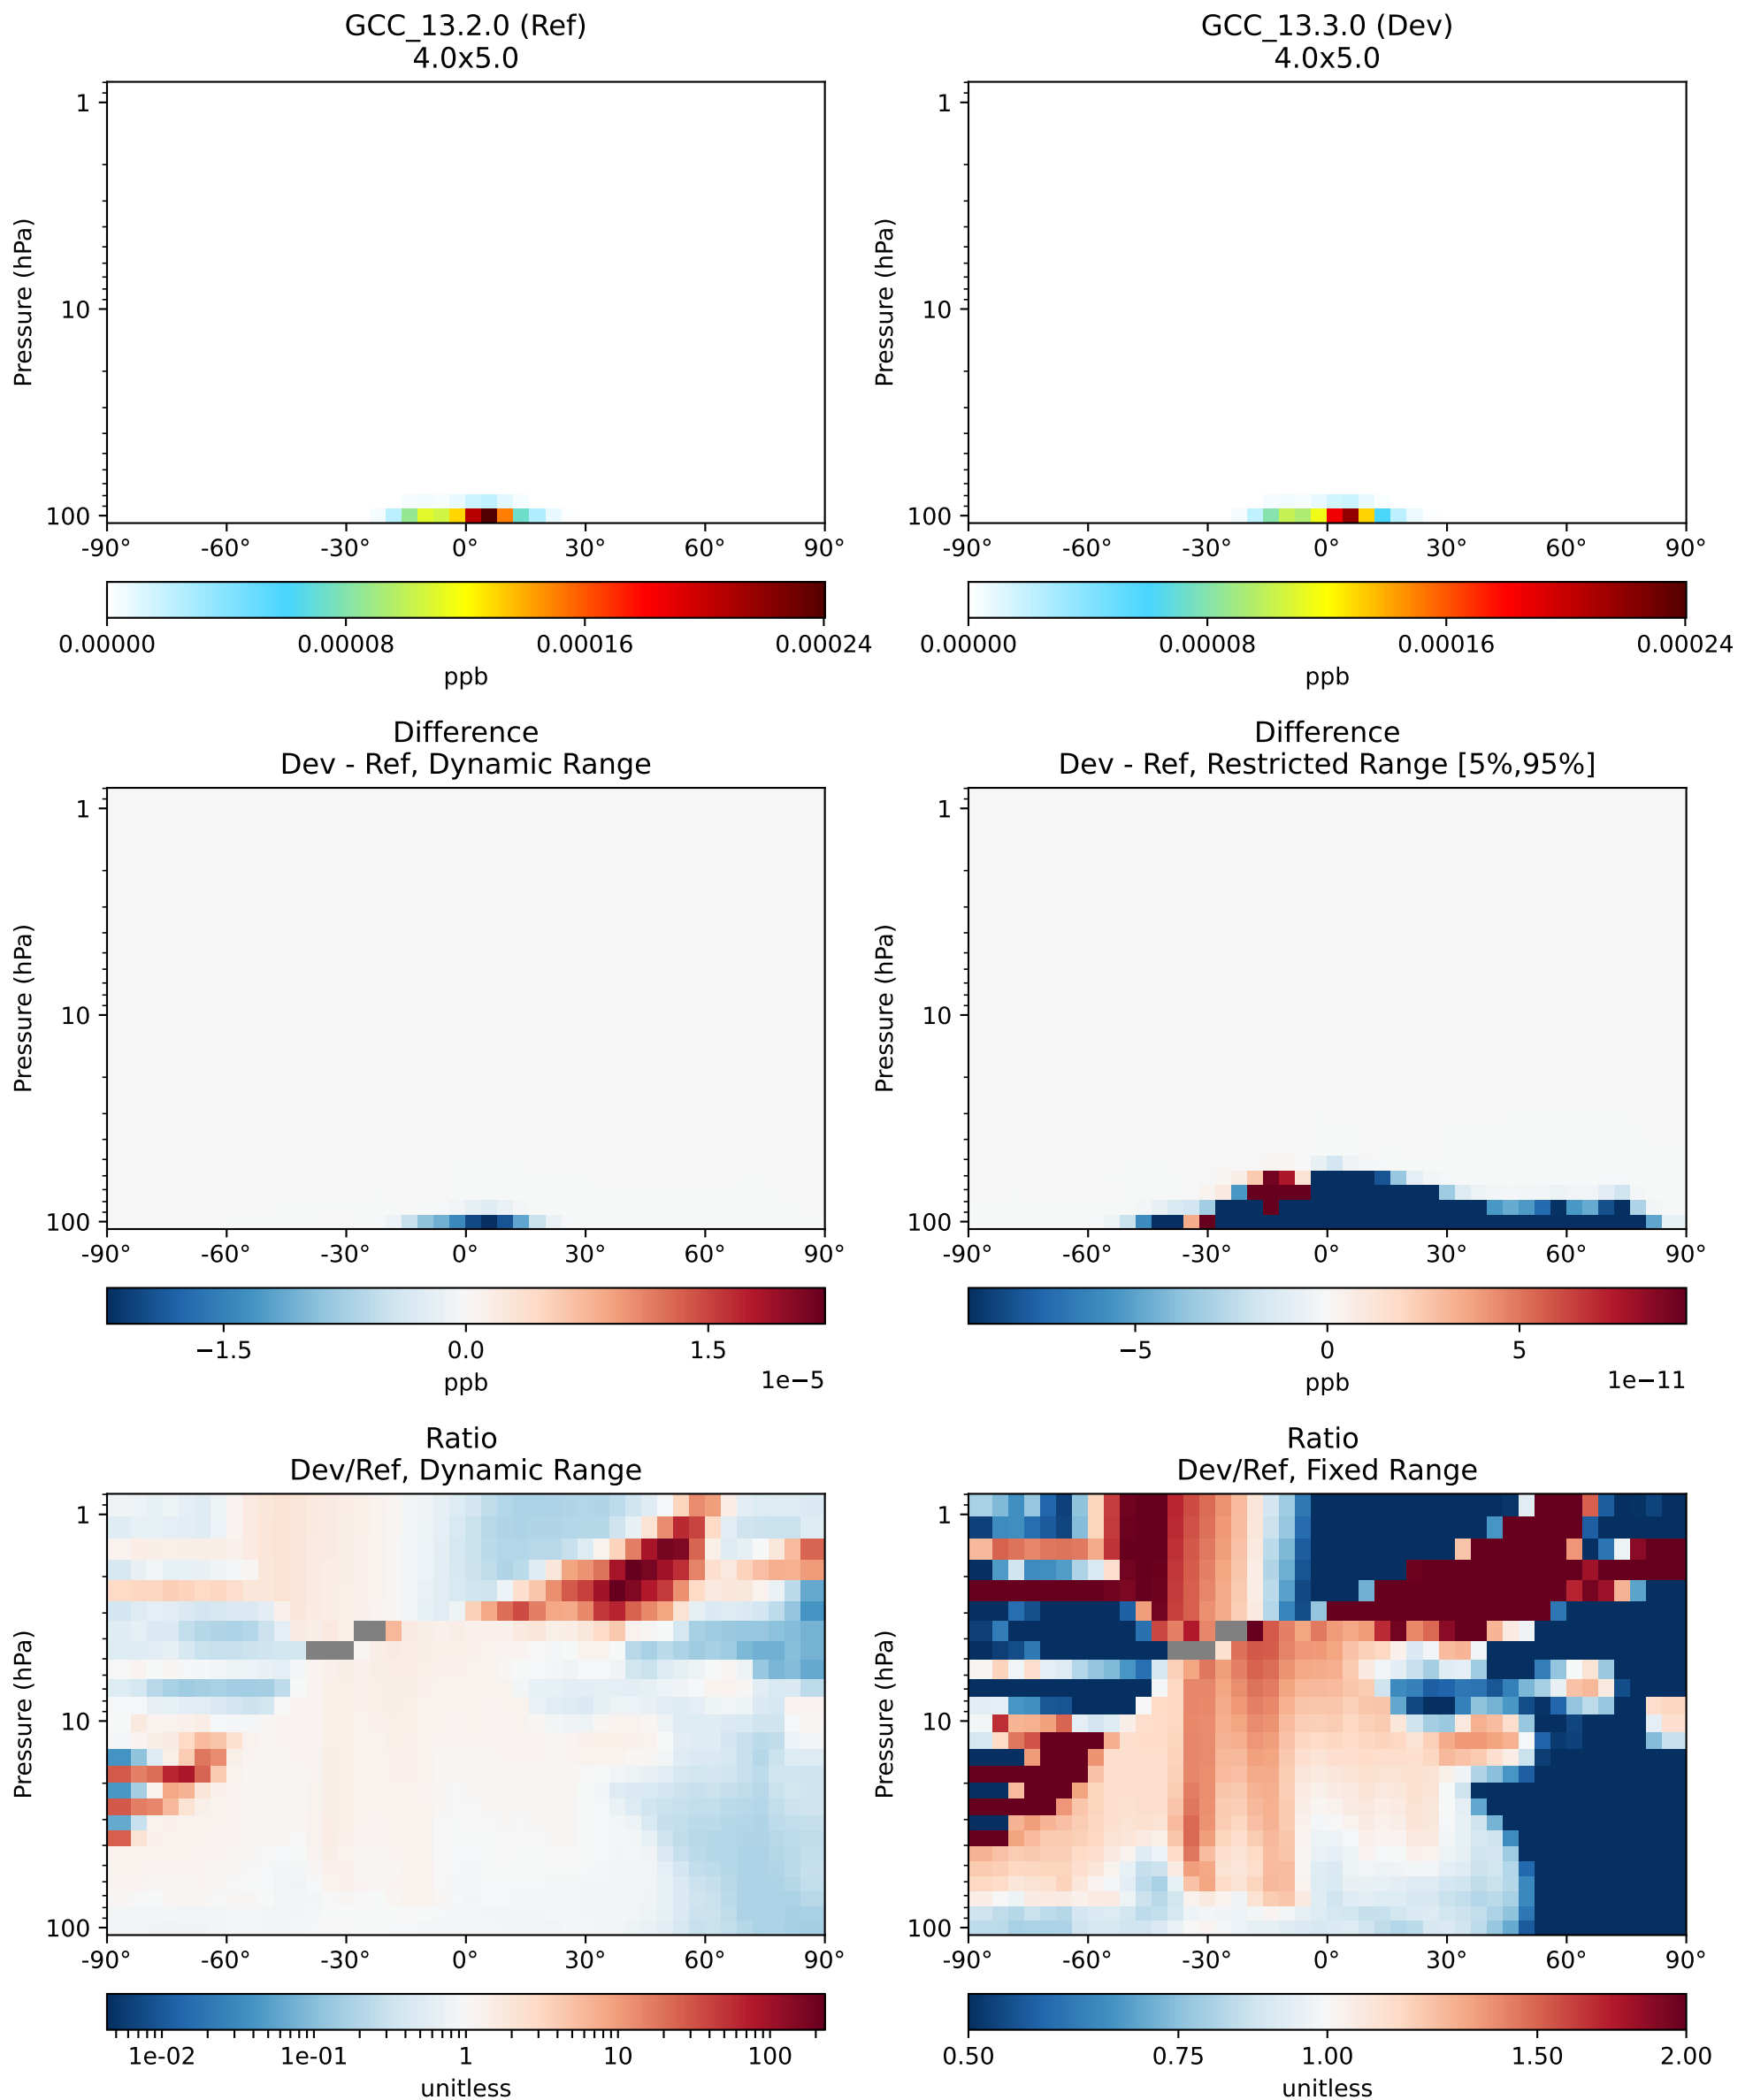 GCC_13.2.0 (Ref)
4.0x5.0
GCC_13.3.0 (Dev)
4.0x5.0
Pressure (hPa)
1
10
100
-90° -60° -30° 0° 30° 60° 90°
0.00000 0.00008 0.00016 0.00024
ppb
Pressure (hPa)
1
10
100
-90° -60° -30° 0° 30° 60° 90°
0.00000 0.00008 0.00016 0.00024
ppb
Difference
Dev - Ref, Dynamic Range
Pressure (hPa)
1
10
100
-90° -60° -30° 0° 30° 60° 90°
−1.5 0.0 1.5
ppb
1e−5
Difference
Dev - Ref, Restricted Range [5%,95%]
Pressure (hPa)
1
10
100
-90° -60° -30° 0° 30° 60° 90°
−5 0 5
ppb
1e−11
Ratio
Dev/Ref, Dynamic Range
Pressure (hPa)
1
10
100
-90° -60° -30° 0° 30° 60° 90°
1e-02 1e-01 1 10 100
unitless
Ratio
Dev/Ref, Fixed Range
Pressure (hPa)
1
10
100
-90° -60° -30° 0° 30° 60° 90°
0.50 0.75 1.00 1.50 2.00
unitless